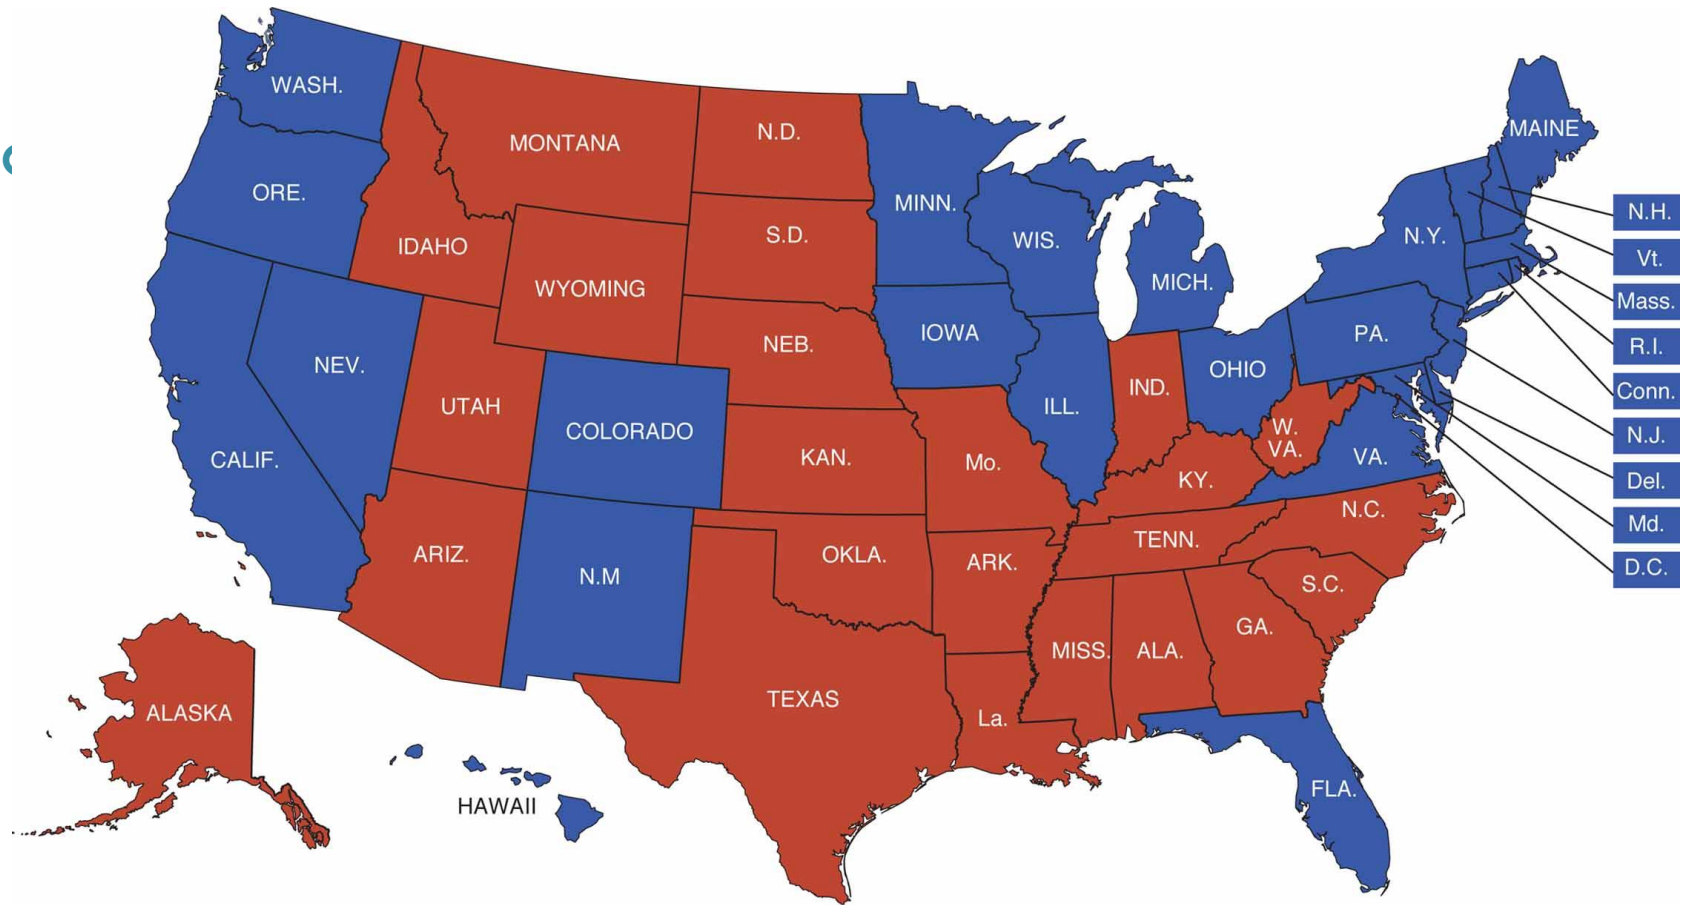 WASH.
MONTANA
N.D.
MAINE
ORE.
MINN.
N.H.
IDAHO
S.D.
WIS.
N.Y.
Vt.
WYOMING
MICH.
Mass.
IOWA
PA.
NEB.
R.I.
NEV.
OHIO
UTAH
ILL.
IND.
Conn.
COLORADO
W.
VA.
N.J.
CALIF.
KAN.
Mo.
VA.
KY.
Del.
N.C.
Md.
ARIZ.
OKLA.
ARK.
TENN.
D.C.
N.M
S.C.
GA.
MISS.
ALA.
TEXAS
La.
ALASKA
FLA.
HAWAII